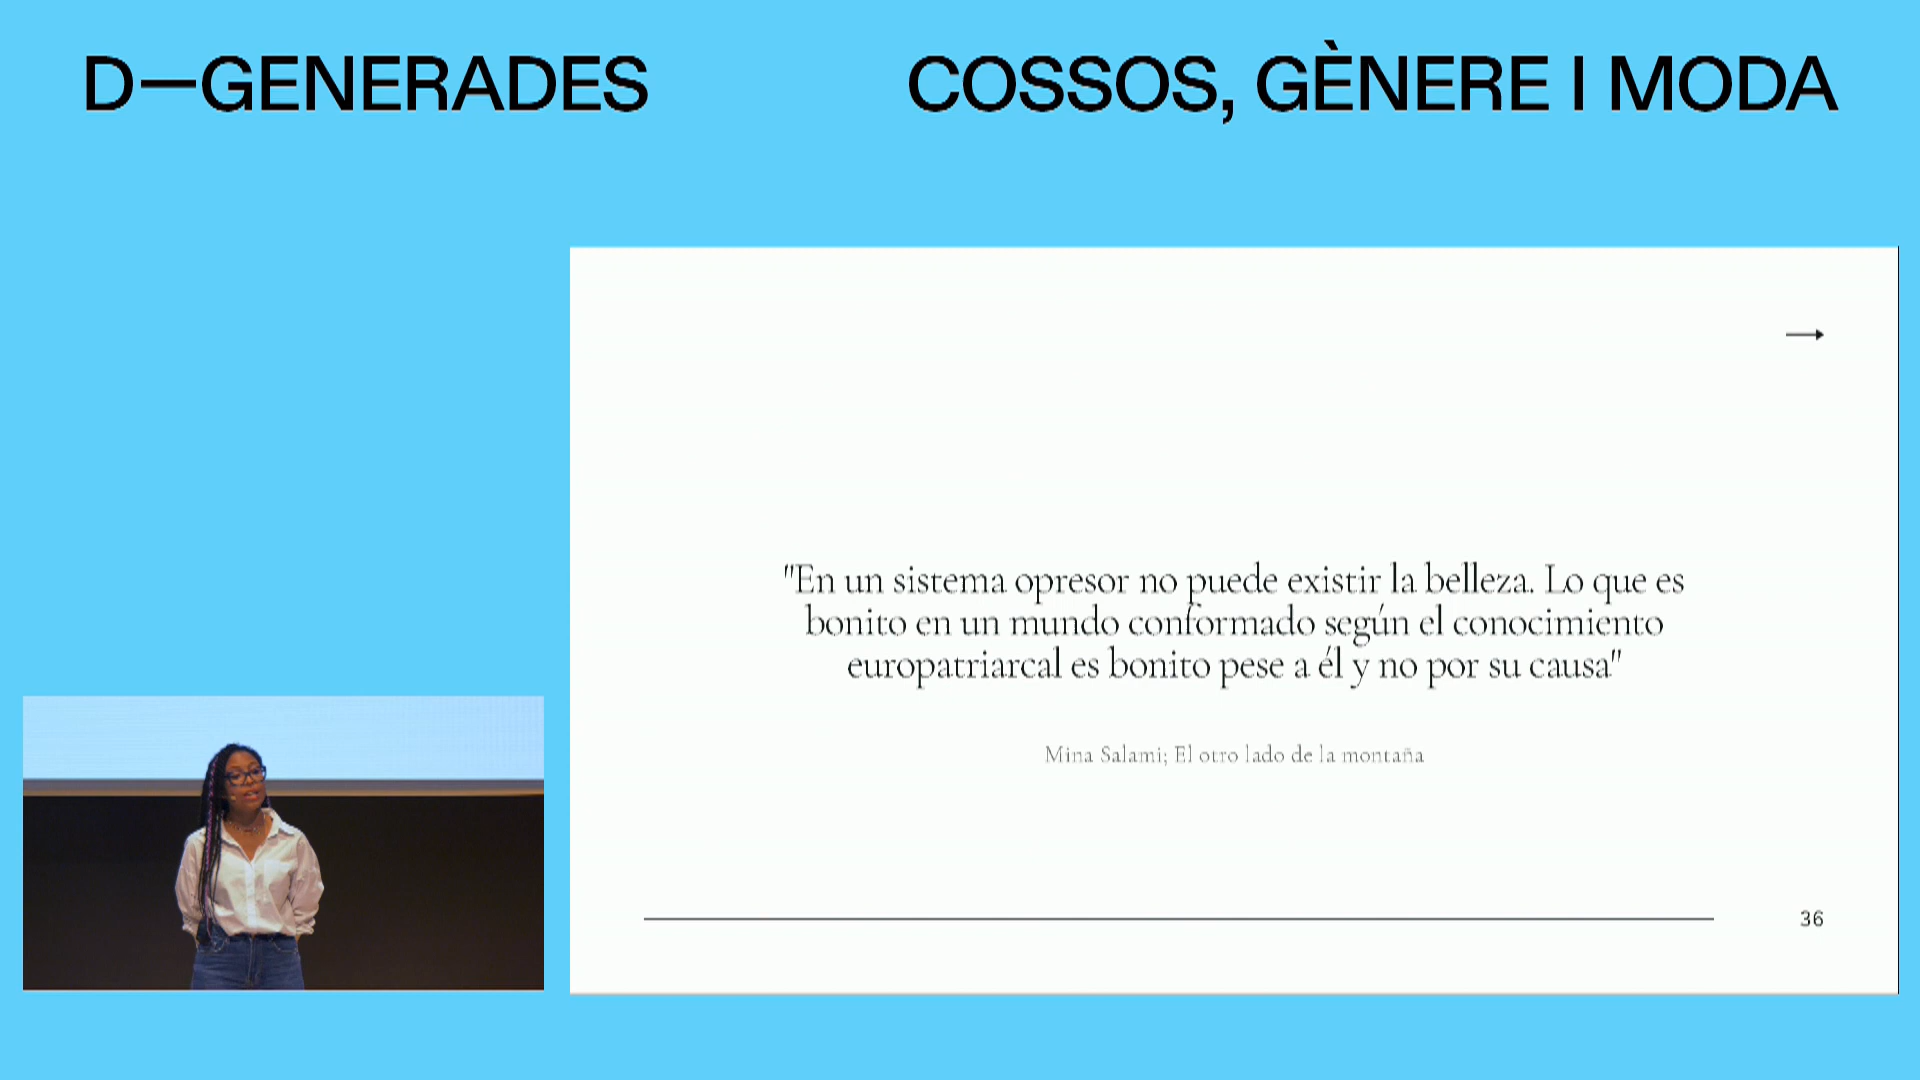 D—GENERADES
COSSOS, GÈNERE I MODA
"En un sistema opresor no puede existir la belleza. Lo que es
bonito en un mundo conformado según el conocimiento
europatriarcal es bonito pese a él y no por su causa"
Mina Salami; El otro lado de la montaña
36